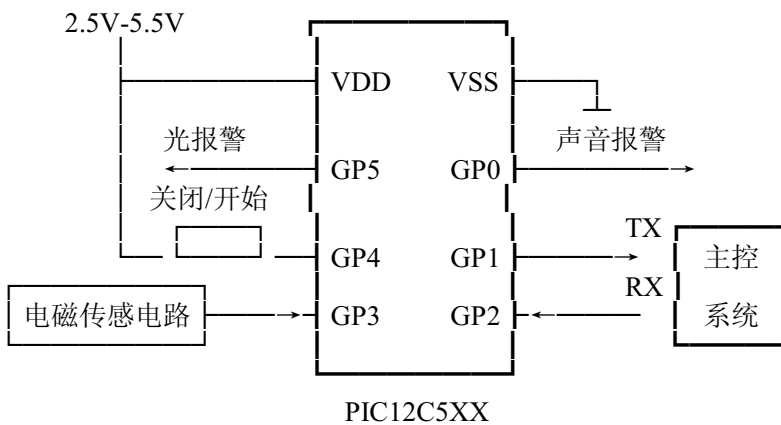 2.5V-5.5V
VDD VSS
光报警 声音报警
GP5 GP0
关闭/开始
TX
GP4 GP1 主控
RX
电磁传感电路 GP3 GP2 系统
PIC12C5XX